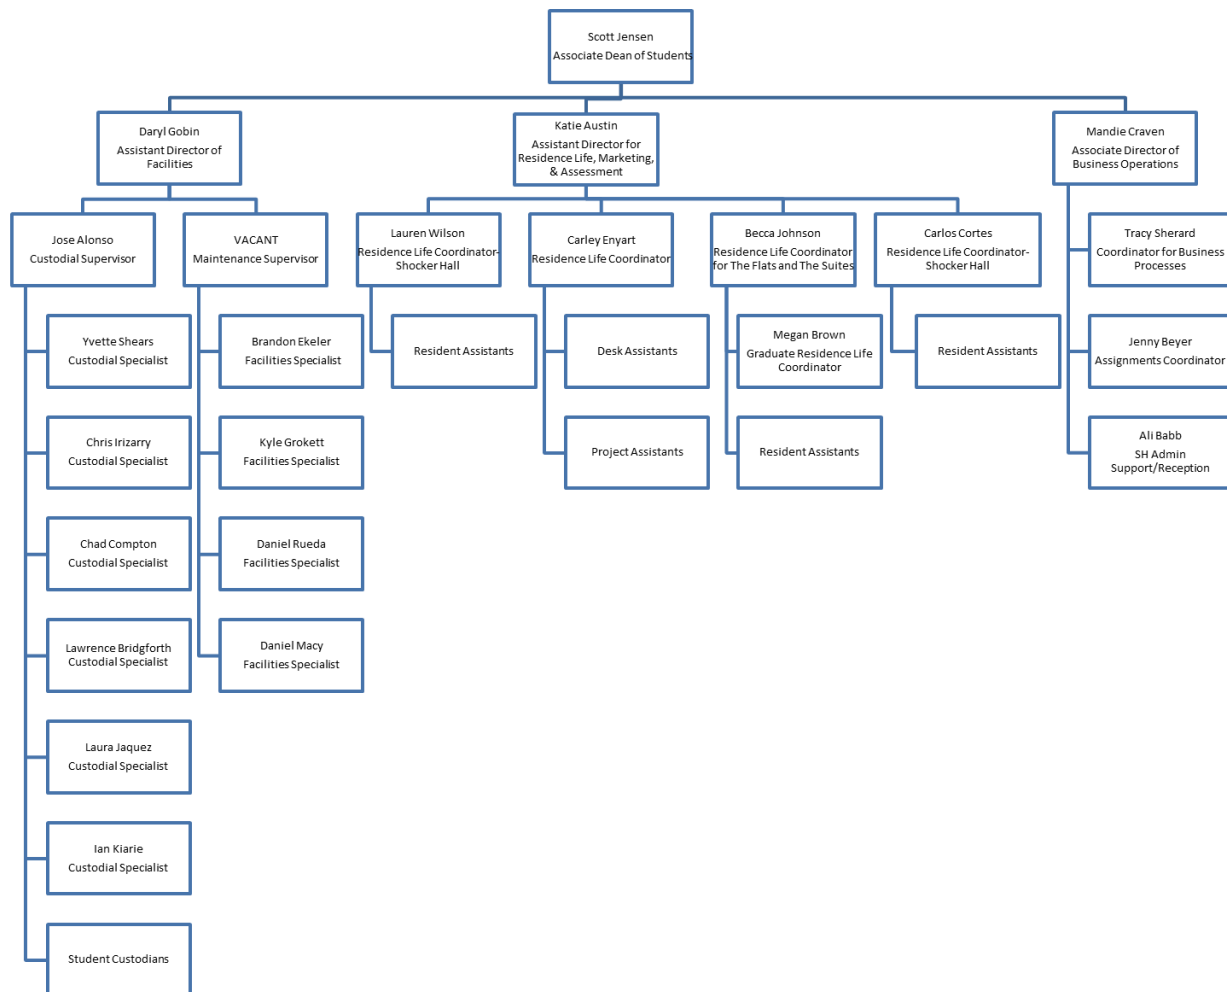 Scott Jensen
Associate Dean of Students
Daryl Gobin
Assistant Director of
Facilities
Katie Austin
Assistant Director for
Residence Life, Marketing,
& Assessment
Mandie Craven
Associate Director of
Business Operations
Jose Alonso
Custodial Supervisor
VACANT
Maintenance Supervisor
Lauren Wilson
Residence Life Coordinator-
Shocker Hall
Carley Enyart
Residence Life Coordinator
Becca Johnson
Residence Life Coordinator
for The Flats and The Suites
Carlos Cortes
Residence Life Coordinator-
Shocker Hall
Tracy Sherard
Coordinator for Business
Processes
Yvette Shears
Custodial Specialist
Brandon Ekeler
Facilities Specialist
Resident Assistants
Desk Assistants
Megan Brown
Graduate Residence Life
Coordinator
Resident Assistants
Jenny Beyer
Assignments Coordinator
Chris Irizarry
Custodial Specialist
Kyle Grokett
Facilities Specialist
Project Assistants
Resident Assistants
Ali Babb
SH Admin
Support/Reception
Chad Compton
Custodial Specialist
Daniel Rueda
Facilities Specialist
Lawrence Bridgforth
Custodial Specialist
Daniel Macy
Facilities Specialist
Laura Jaquez
Custodial Specialist
Ian Kiarie
Custodial Specialist
Student Custodians